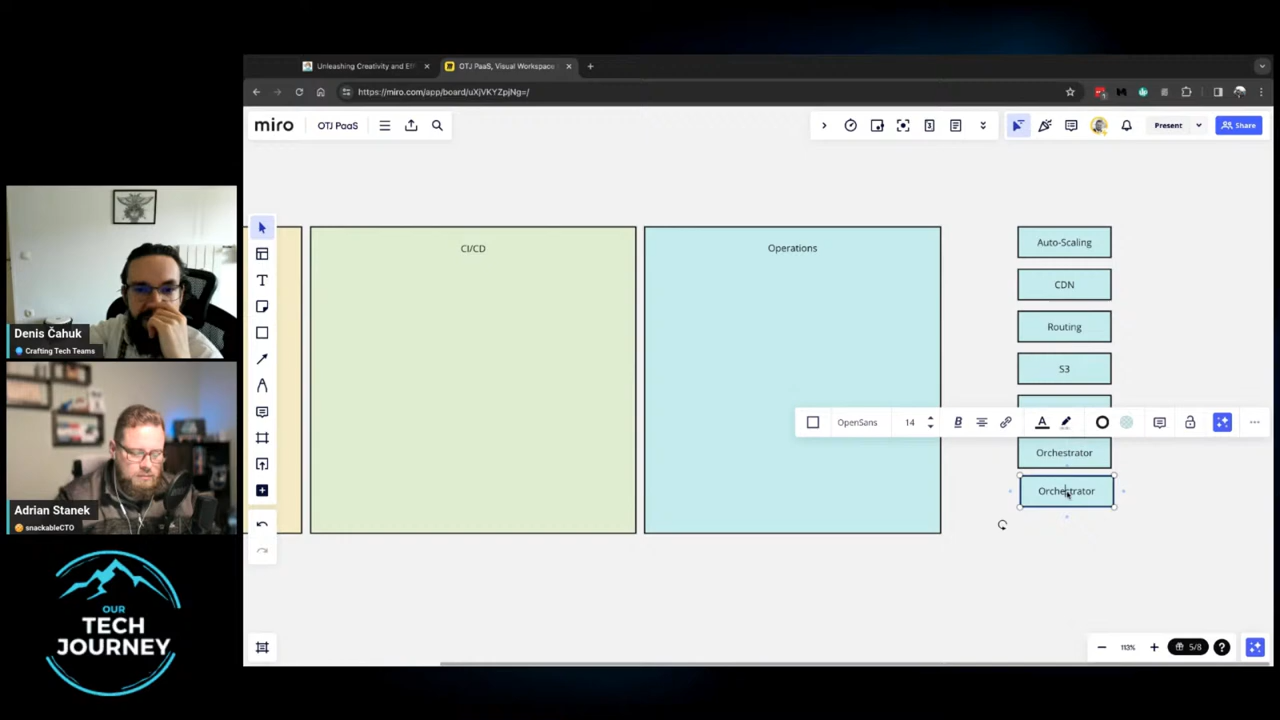 Unleashing Creativity and Eff
OTJ PaaS, Visual Workspace
https://miro.com/app/board/uXjVKYZpjNg=/
miro
OTJ PaaS
Present
Share
CI/CD
Operations
Auto-Scaling
CDN
Routing
S3
OpenSans
14
B
A
Orchestrator
Orchestrator
113%
5/8
?
Denis Čahuk
Crafting Tech Teams
Adrian Stanek
snackableCTO
OUR
TECH
JOURNEY